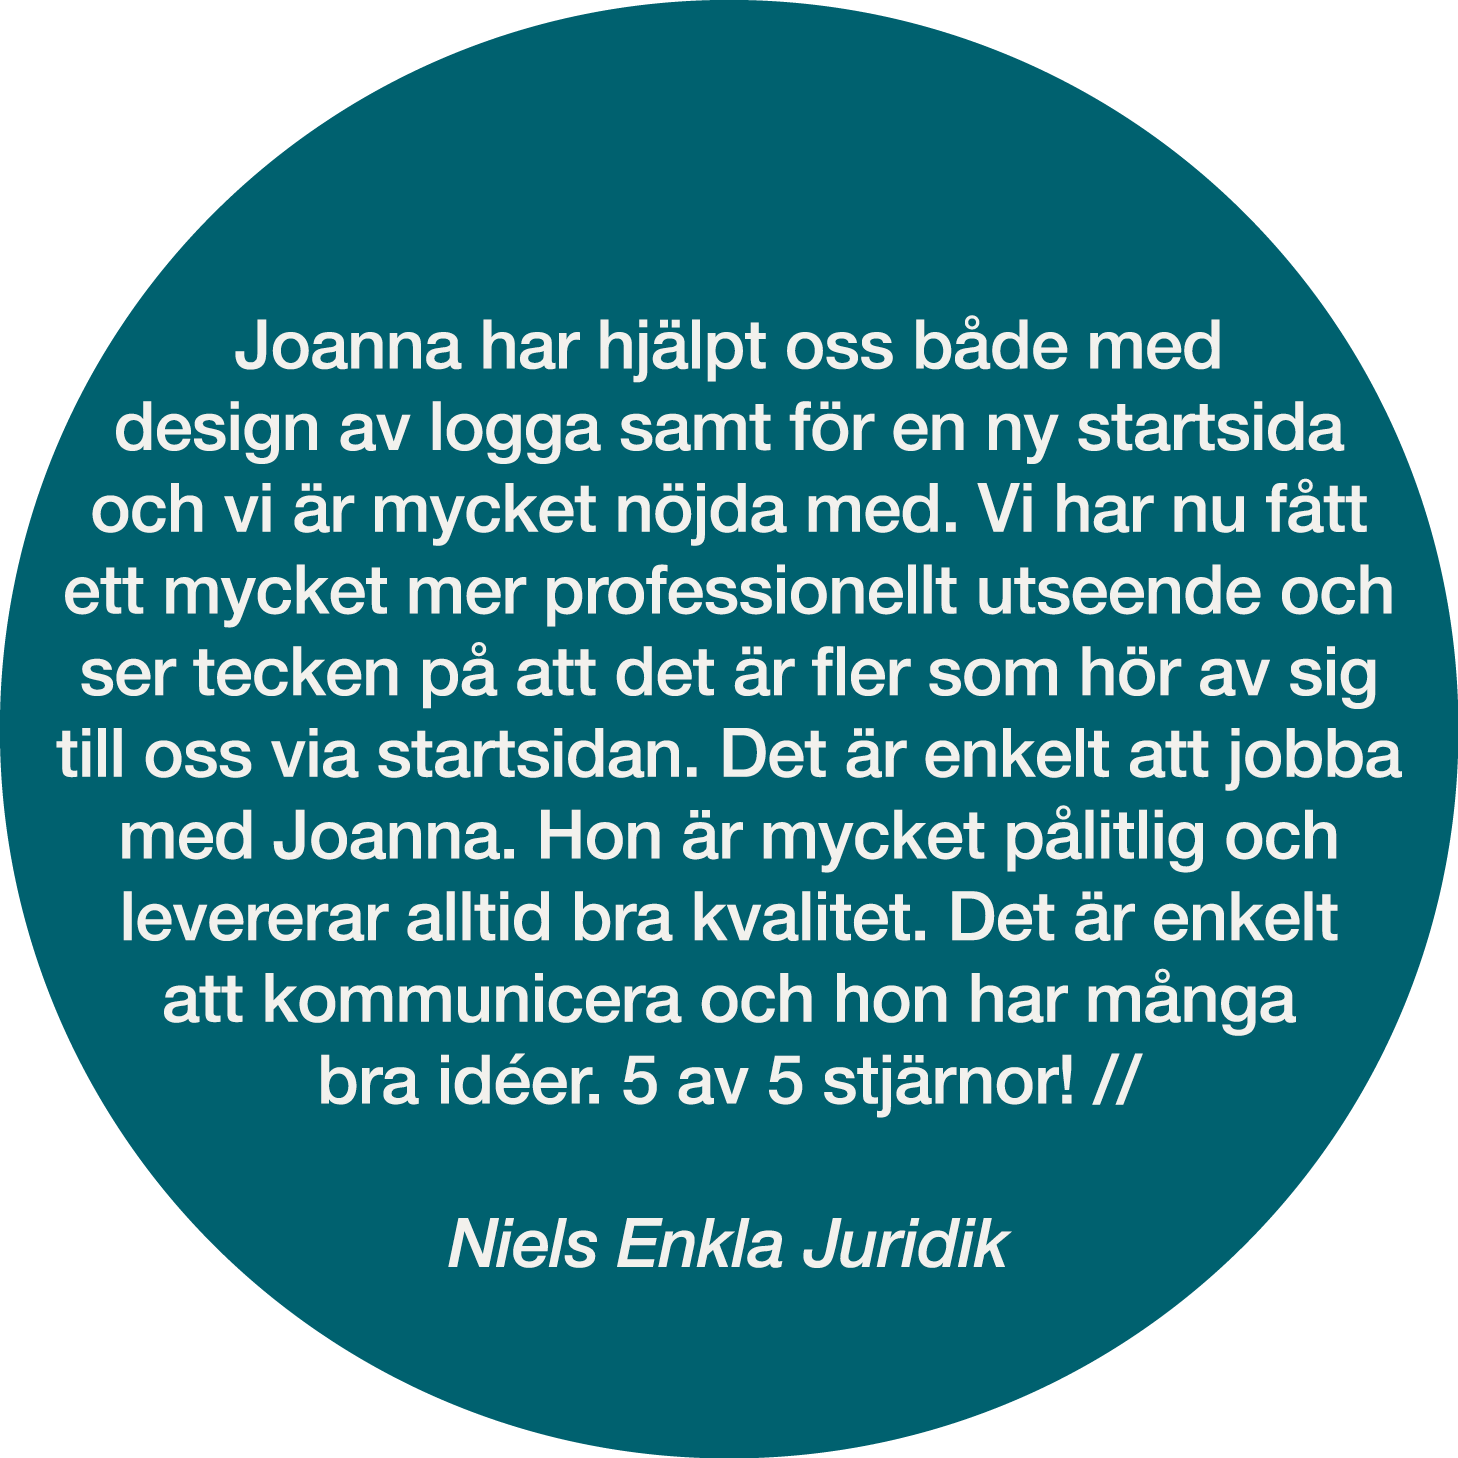 Joanna har hjälpt oss både med
design av logga samt för en ny startsida
och vi är mycket nöjda med. Vi har nu fått
ett mycket mer professionellt utseende och
ser tecken på att det är fler som hör av sig
till oss via startsidan. Det är enkelt att jobba
med Joanna. Hon är mycket pålitlig och
levererar alltid bra kvalitet. Det är enkelt
att kommunicera och hon har många
bra idéer. 5 av 5 stjärnor! //
Niels Enkla Juridik